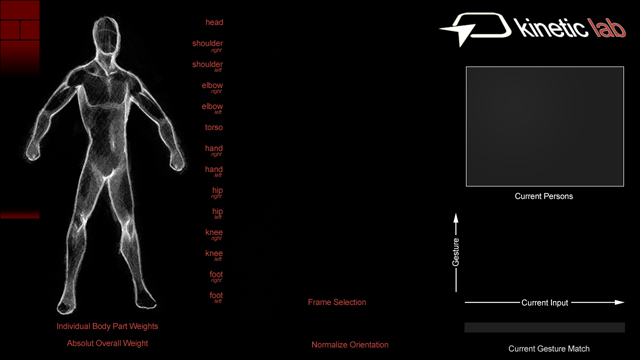 kinetic lab
head
shoulder
right
shoulder
left
elbow
right
elbow
left
torso
hand
right
hand
left
hip
right
hip
left
knee
right
knee
left
foot
right
foot
left
Individual Body Part Weights
Absolut Overall Weight
Frame Selection
Normalize Orientation
Current Persons
Gesture
Current Input
Current Gesture Match